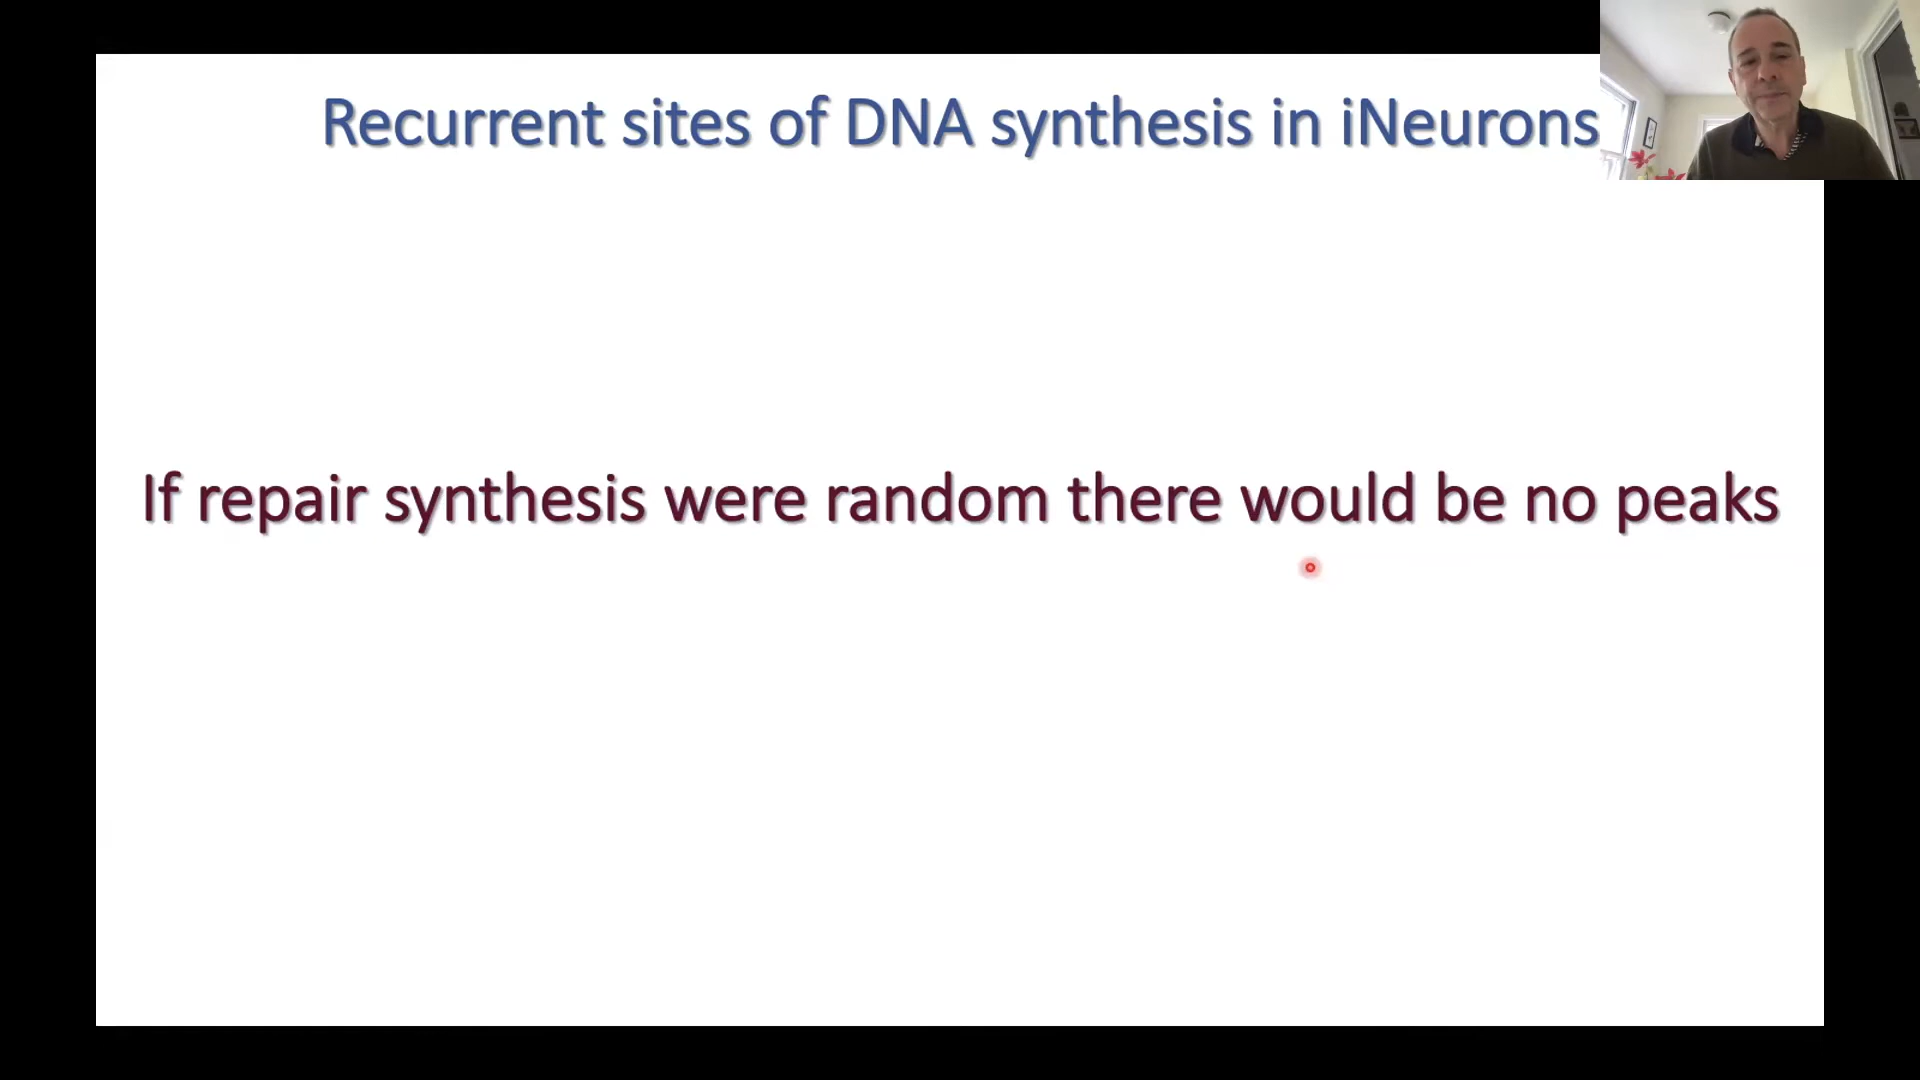 Recurrent sites of DNA synthesis in iNeurons
If repair synthesis were random there would be no peaks